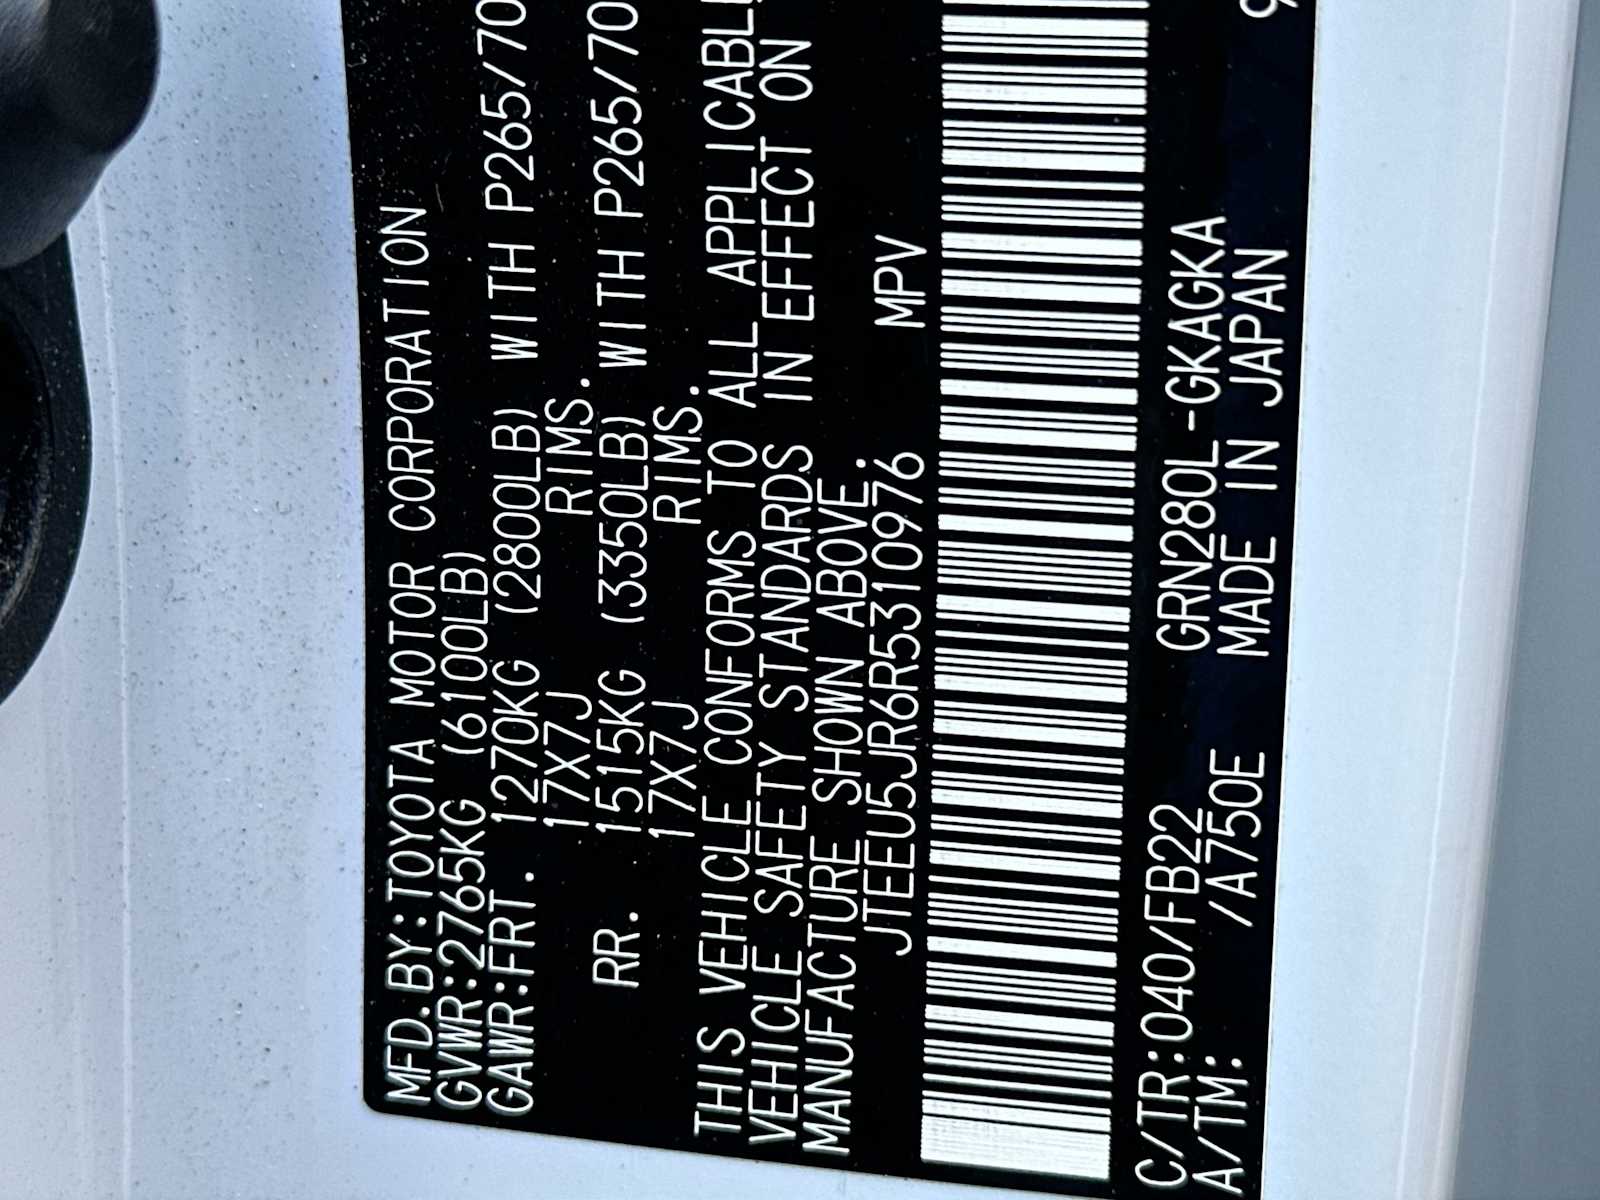 MFD.BY:TOYOTA MOTOR CORPORATION
GVWR:2765KG (6100LB)
GAWR:FRT. 1270KG (2800LB) WITH P265/70
17X7J RIMS.
RR. 1515KG (3350LB) WITH P265/70
17X7J RIMS.
THIS VEHICLE CONFORMS TO ALL APPLICABLE
VEHICLE SAFETY STANDARDS IN EFFECT ON
MANUFACTURE SHOWN ABOVE.
JTEEU5JR6R5310976 MPV
C/TR:040/FB22 GRN280L-GKAGKA
A/TM: /A750E MADE IN JAPAN